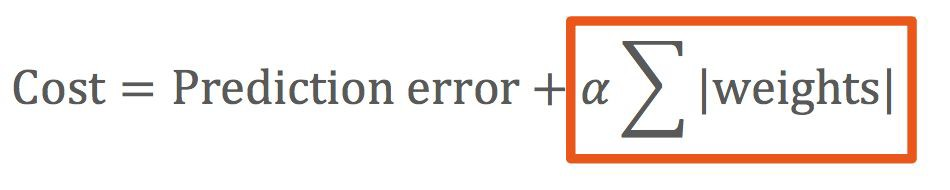 Cost = Prediction error + α ∑ |weights|